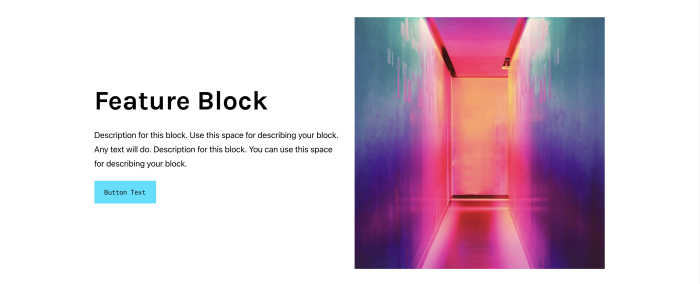 Feature Block
Description for this block. Use this space for describing your block.
Any text will do. Description for this block. You can use this space
for describing your block.
Button Text